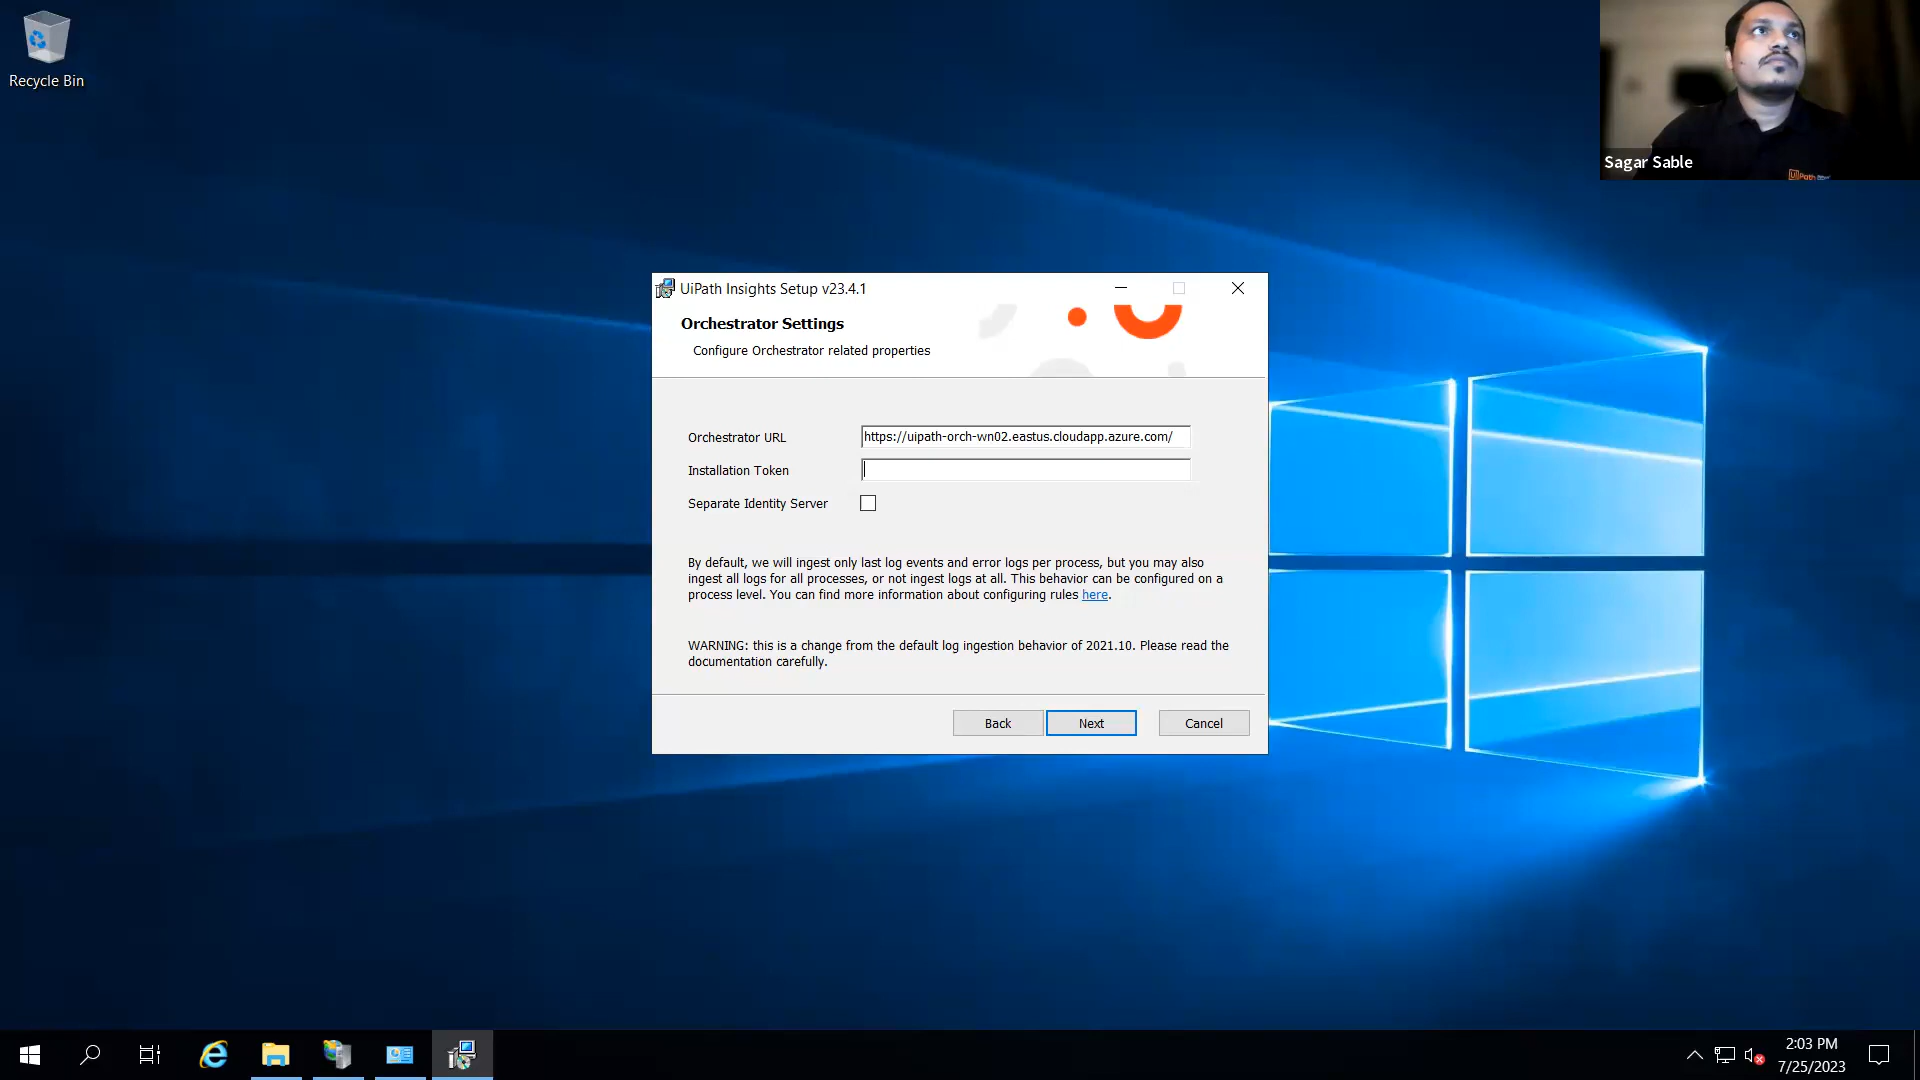 Recycle Bin
Sagar Sable
UiPath
UiPath Insights Setup v23.4.1
Orchestrator Settings
Configure Orchestrator related properties
Orchestrator URL
https://uipath-orch-wn02.eastus.cloudapp.azure.com/
Installation Token
Separate Identity Server
By default, we will ingest only last log events and error logs per process, but you may also
ingest all logs for all processes, or not ingest logs at all. This behavior can be configured on a
process level. You can find more information about configuring rules here.
WARNING: this is a change from the default log ingestion behavior of 2021.10. Please read the
documentation carefully.
Back
Next
Cancel
2:03 PM
7/25/2023